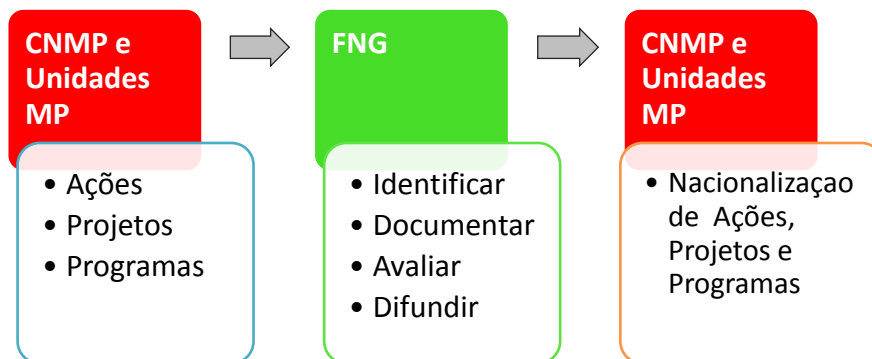 CNMP e
Unidades
MP
• Ações
• Projetos
• Programas
FNG
• Identificar
• Documentar
• Avaliar
• Difundir
CNMP e
Unidades
MP
• Nacionalizaçao
de Ações,
Projetos e
Programas